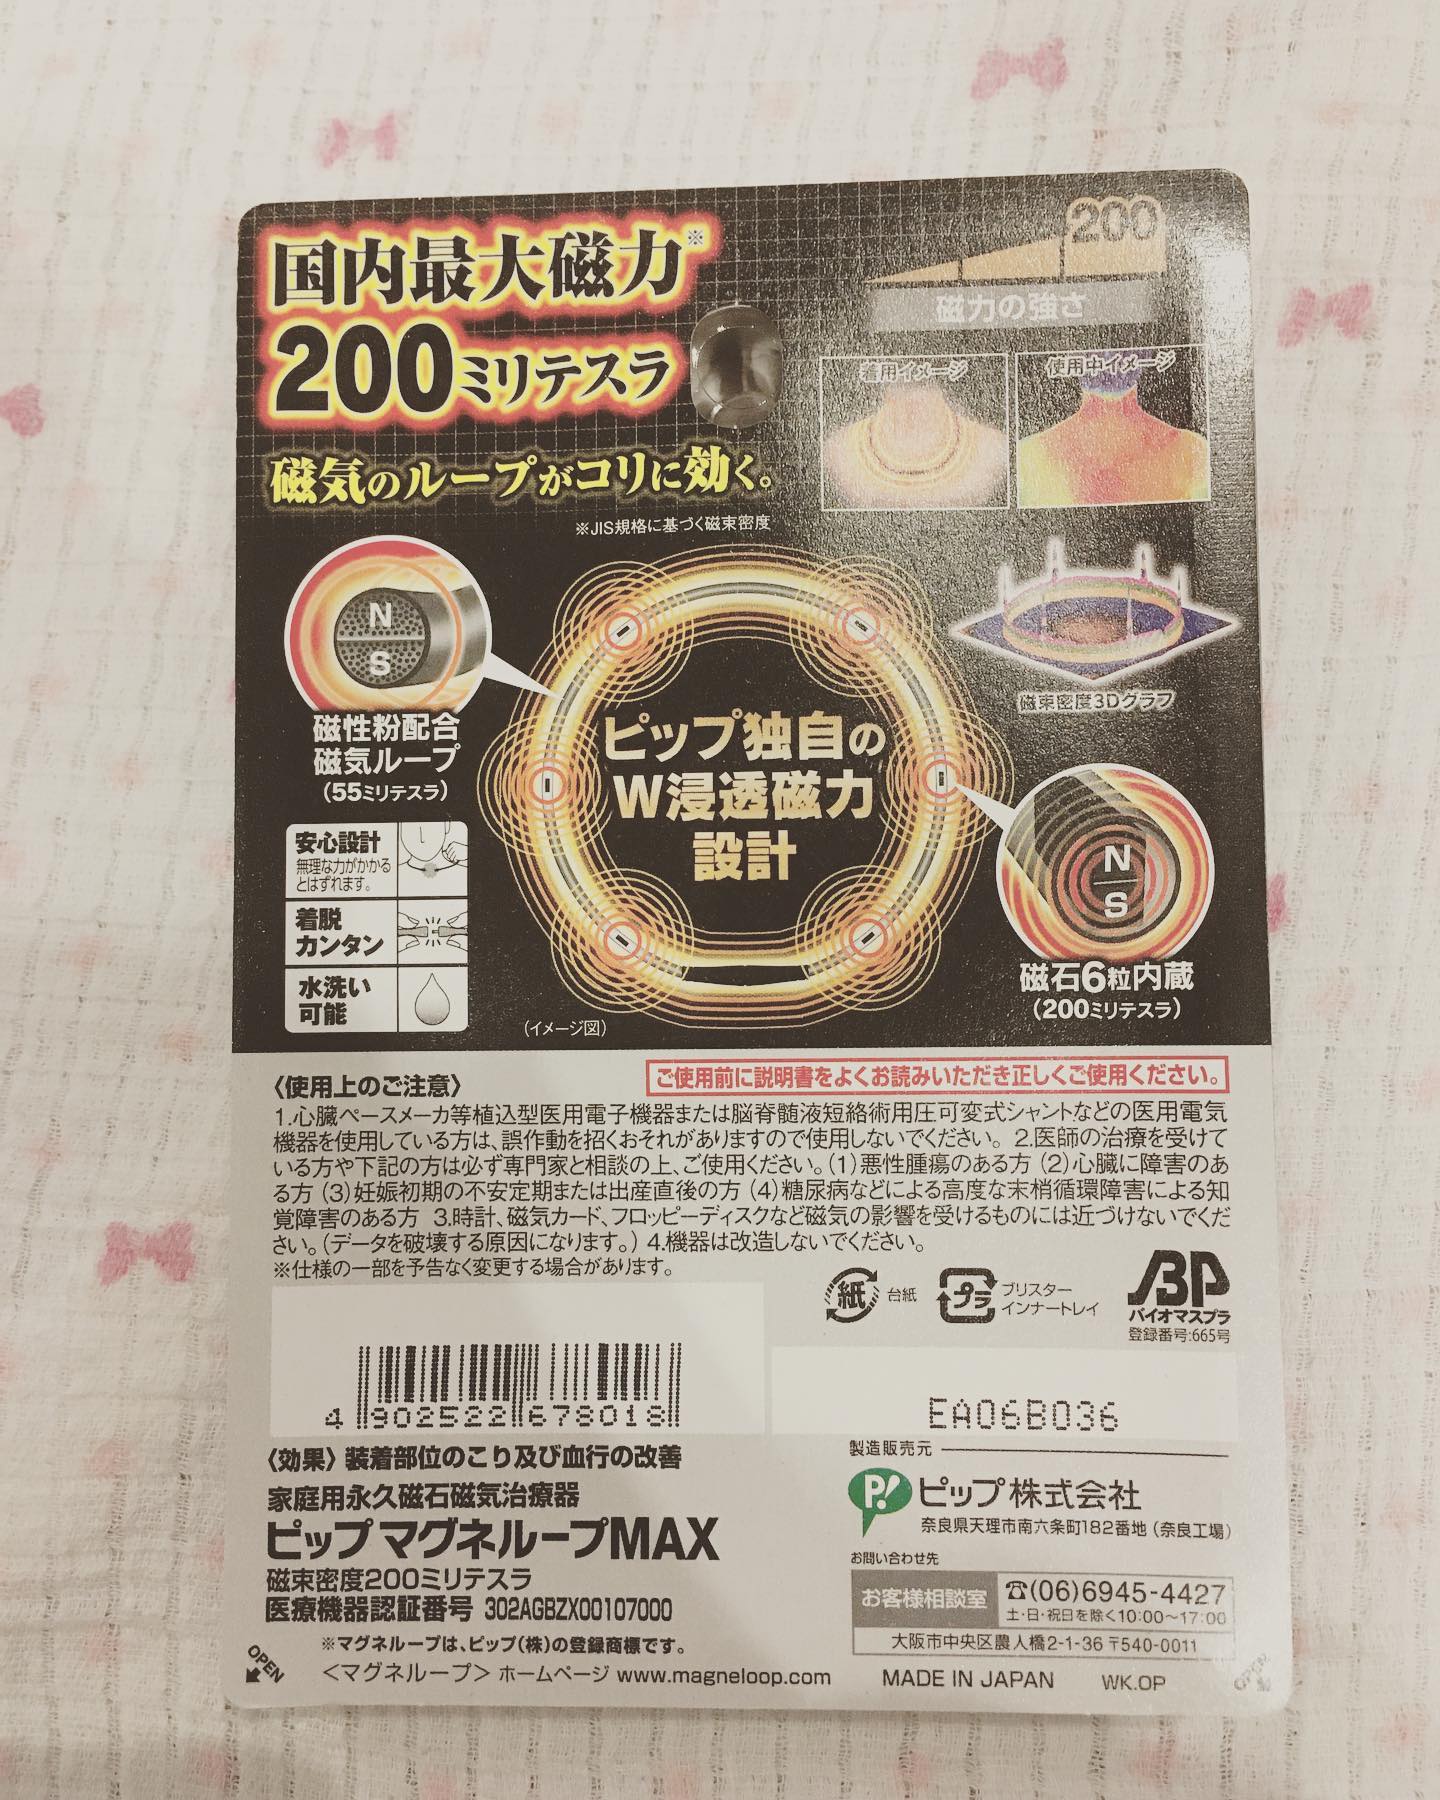 国内最大磁力※
200ミリテスラ
磁気のループがコリに効く。
※JIS規格に基づく磁束密度
200
磁力の強さ
着用イメージ
使用中イメージ
磁束密度3Dグラフ
N
S
磁性粉配合
磁気ループ
(55ミリテスラ)
ピップ独自の
W浸透磁力
設計
N
S
磁石6粒内蔵
(200ミリテスラ)
安心設計
無理な力がかかる
とはずれます。
着脱
カンタン
水洗い
可能
(イメージ図)
〈使用上のご注意〉
ご使用前に説明書をよくお読みいただき正しくご使用ください。
1.心臓ペースメーカ等植込型医用電子機器または脳脊髄液短絡術用圧可変式シャントなどの医用電気
機器を使用している方は、誤作動を招くおそれがありますので使用しないでください。 2.医師の治療を受けて
いる方や下記の方は必ず専門家と相談の上、ご使用ください。(1)悪性腫瘍のある方 (2)心臓に障害のあ
る方 (3)妊娠初期の不安定期または出産直後の方 (4)糖尿病などによる高度な末梢循環障害による知
覚障害のある方 3.時計、磁気カード、フロッピーディスクなど磁気の影響を受けるものには近づけないでくだ
さい。(データを破壊する原因になります。) 4.機器は改造しないでください。
※仕様の一部を予告なく変更する場合があります。
紙
台紙
プラ
ブリスター
インナートレイ
BP
バイオマスプラ
登録番号:665号
4 902522 678018
EA06B036
〈効果〉装着部位のこり及び血行の改善
家庭用永久磁石磁気治療器
ピップ マグネループMAX
磁束密度200ミリテスラ
医療機器認証番号 302AGBZX00107000
※マグネループは、ピップ(株)の登録商標です。
<マグネループ> ホームページ www.magneloop.com
OPEN
製造販売元
P!
ピップ株式会社
奈良県天理市南六条町182番地(奈良工場)
お問い合わせ先
お客様相談室
☎(06)6945-4427
土・日・祝日を除く10:00〜17:00
大阪市中央区農人橋2-1-36 〒540-0011
MADE IN JAPAN
WK.OP